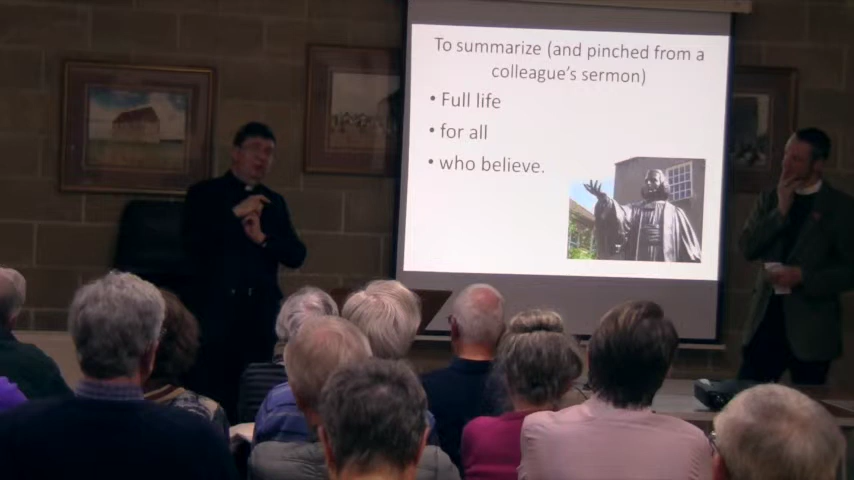 To summarize (and pinched from a
colleague's sermon)
• Full life
• for all
• who believe.